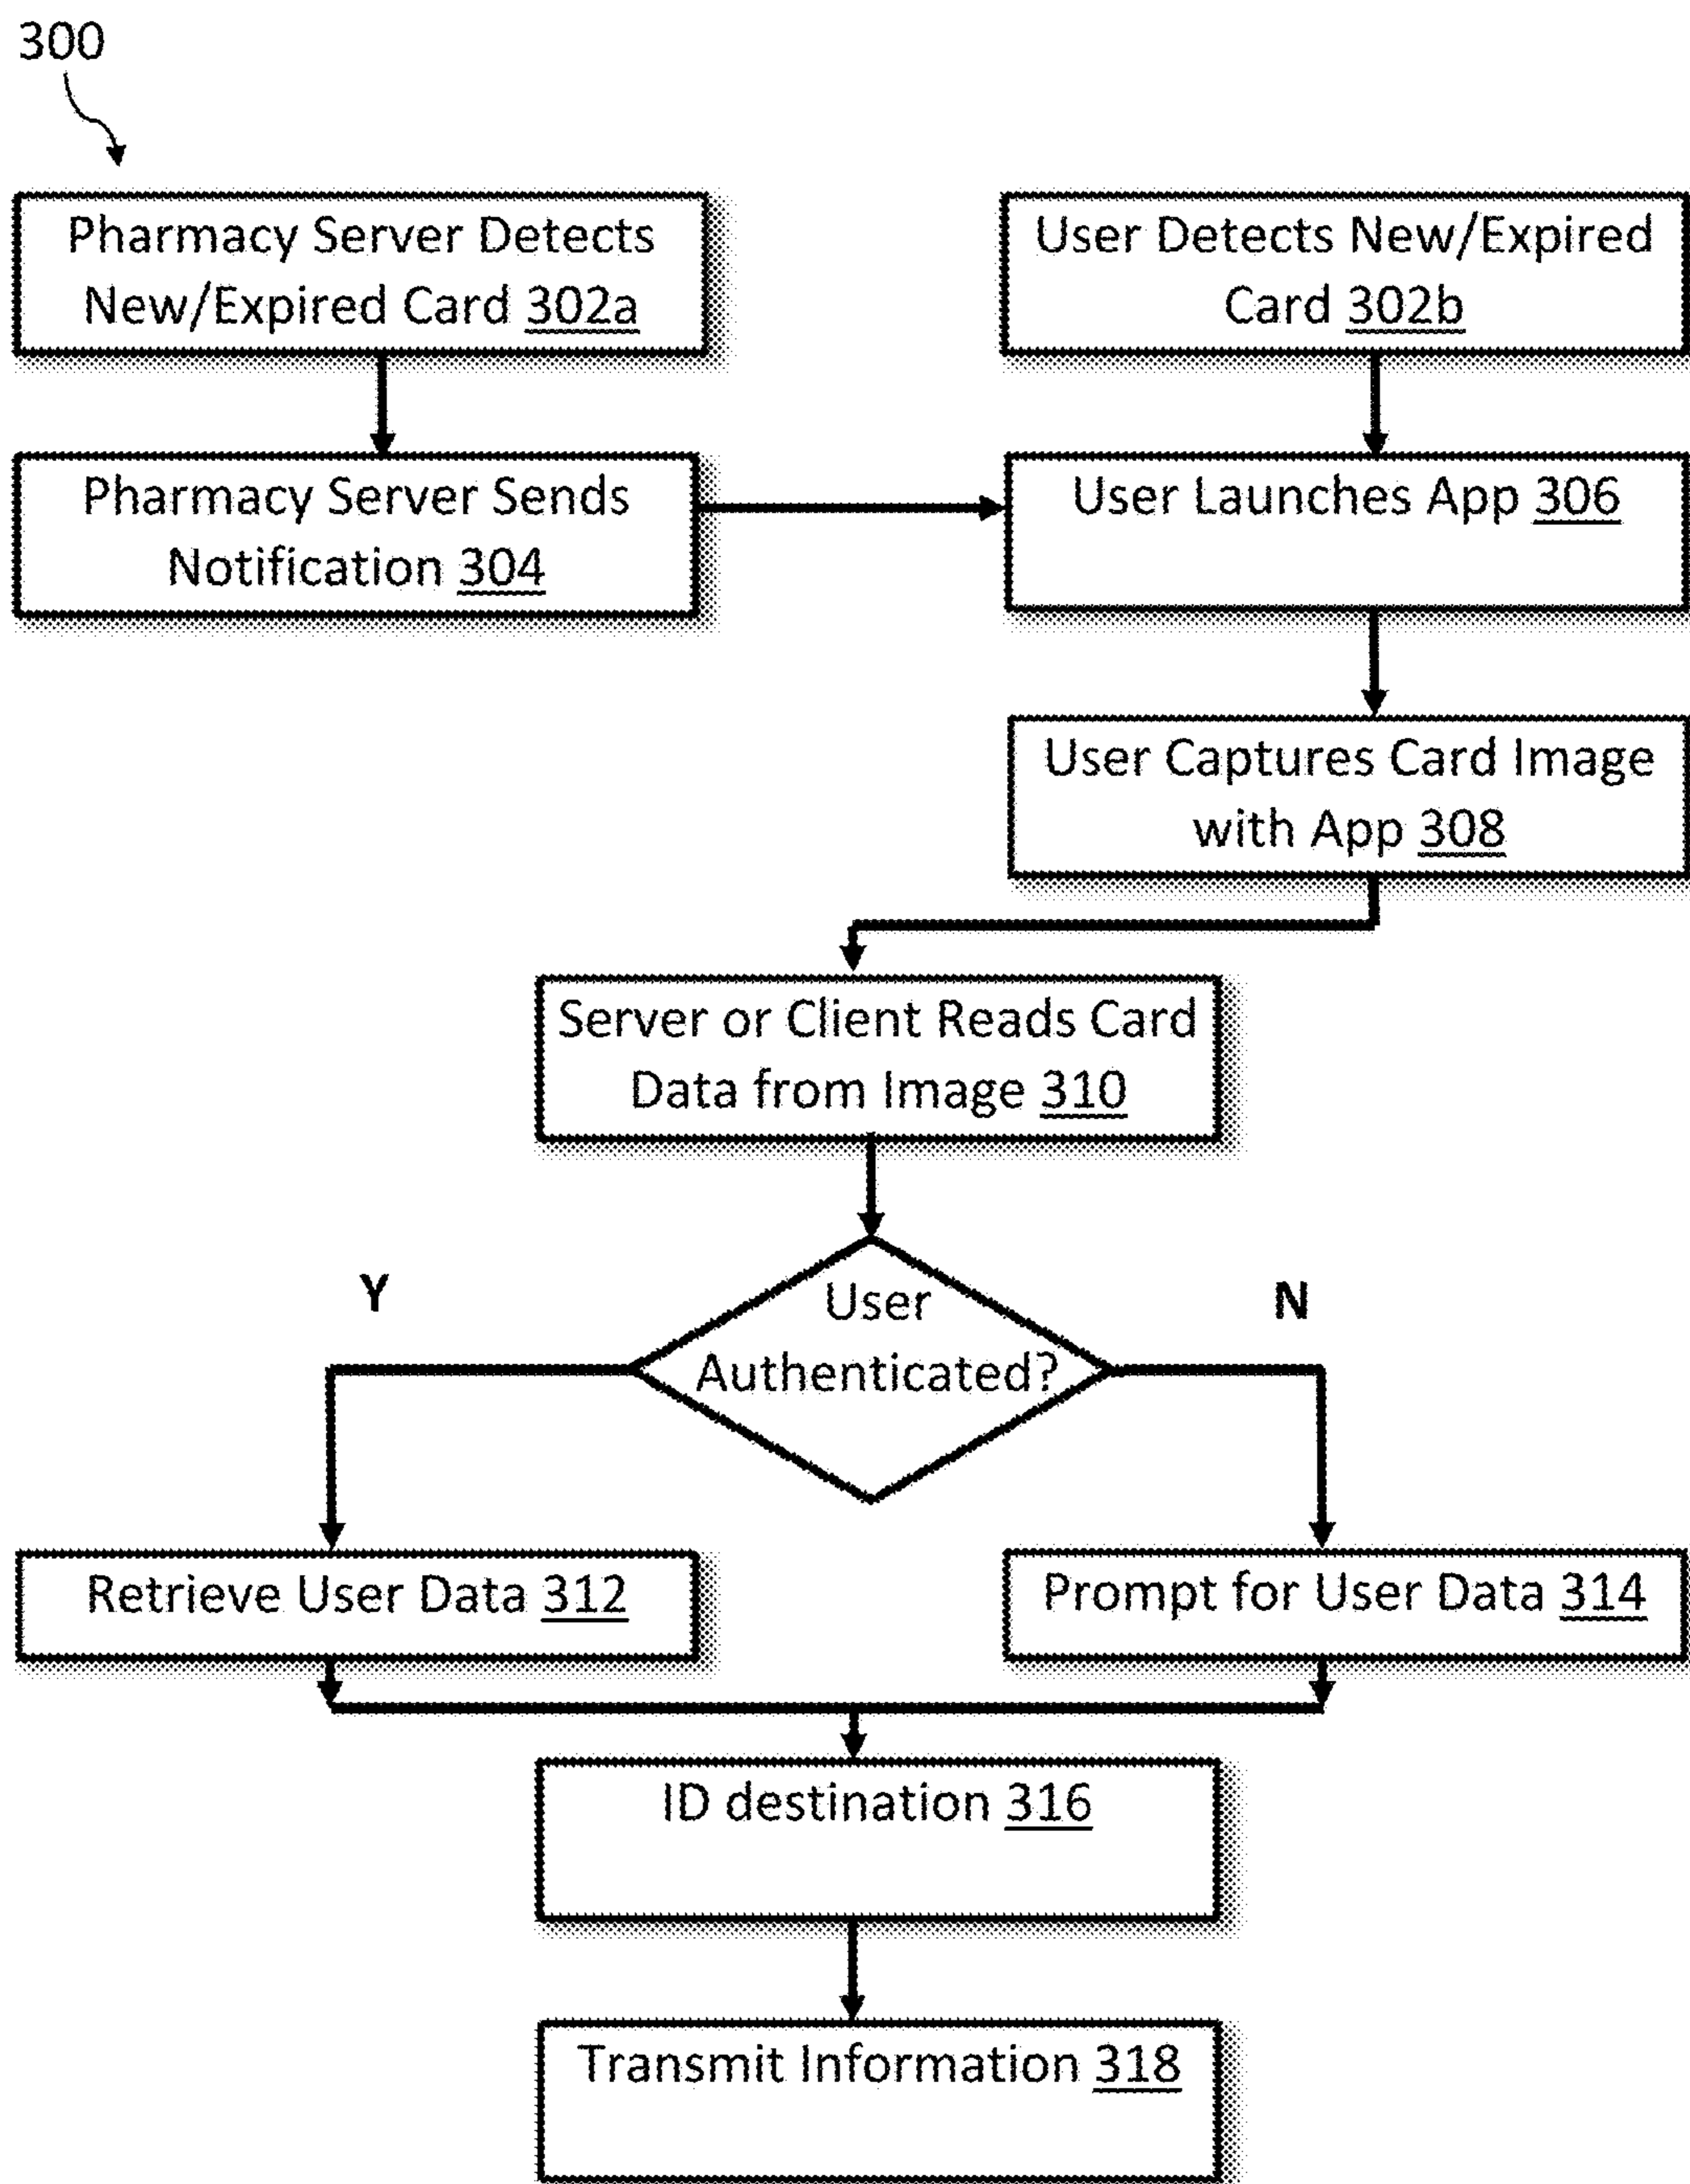 300
Pharmacy Server Detects
New/Expired Card 302a
User Detects New/Expired
Card 302b
Pharmacy Server Sends
Notification 304
User Launches App 306
User Captures Card Image
with App 308
Server or Client Reads Card
Data from Image 310
User
Authenticated?
Y
N
Retrieve User Data 312
Prompt for User Data 314
ID destination 316
Transmit Information 318